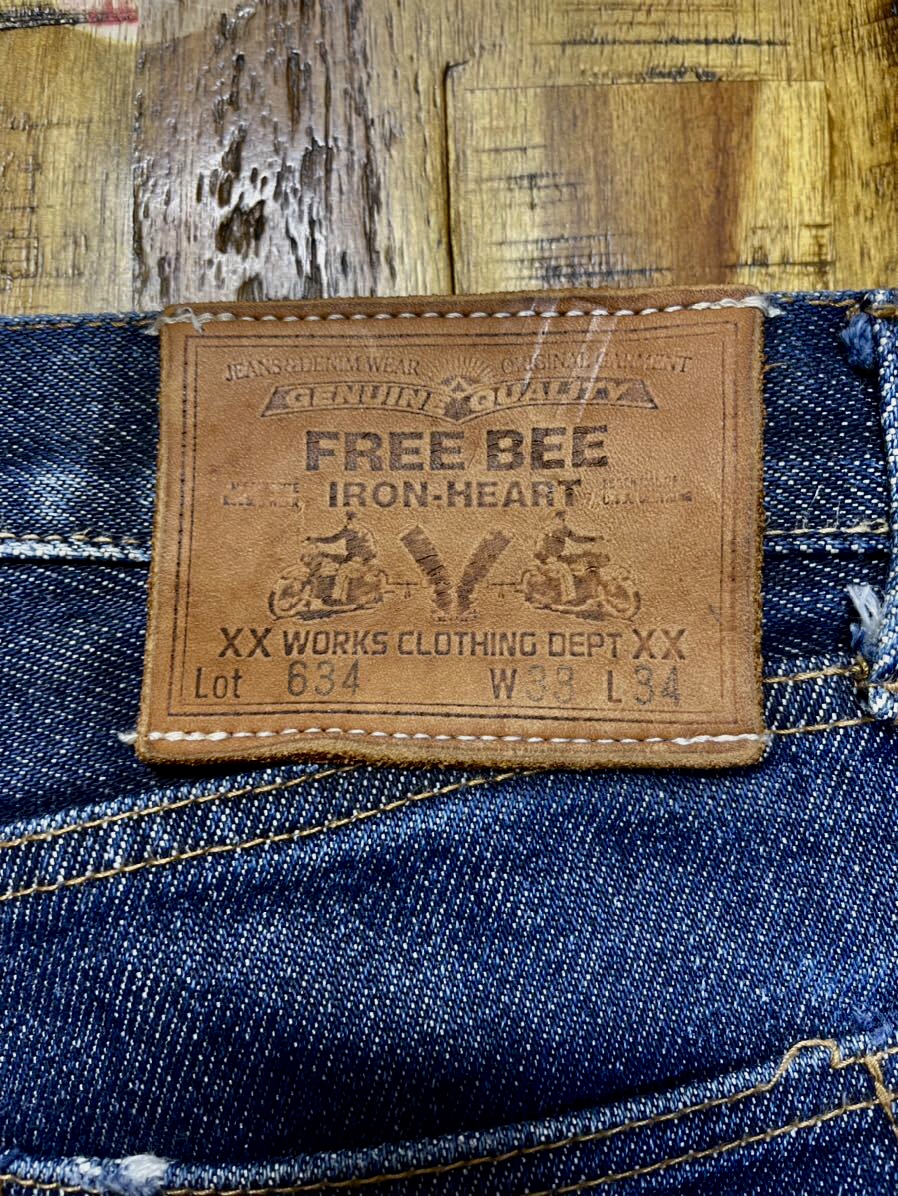 JEANS & DENIM WEAR ORIGINAL GARMENT
GENUINE QUALITY
FREE BEE
IRON-HEART
XX WORKS CLOTHING DEPT XX
Lot 634 W33 L34